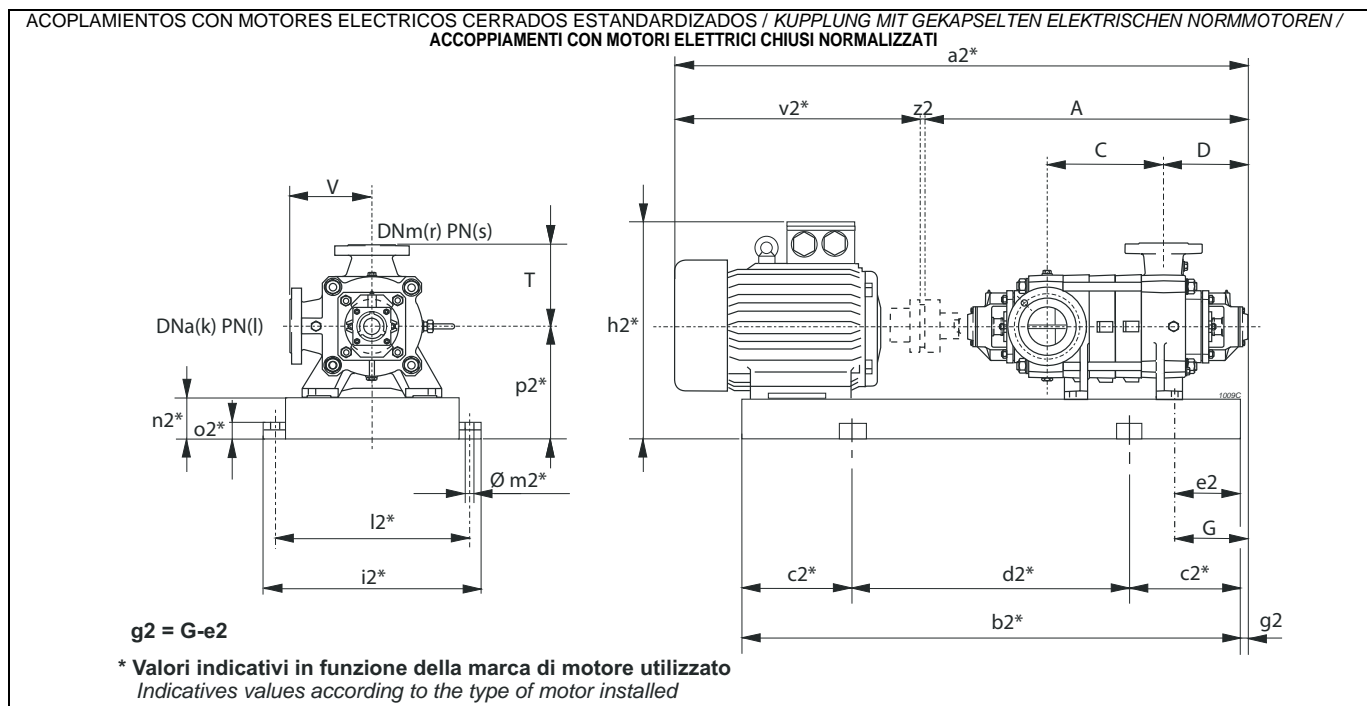 ACOPLAMIENTOS CON MOTORES ELECTRICOS CERRADOS ESTANDARDIZADOS / KUPPLUNG MIT GEKAPSELTEN ELEKTRISCHEN NORMMOTOREN /
ACCOPPIAMENTI CON MOTORI ELETTRICI CHIUSI NORMALIZZATI
a2*
v2*
z2
A
C
D
V
DNm(r) PN(s)
T
DNa(k) PN(l)
h2*
p2*
n2*
o2*
1009C
Ø m2*
e2
l2*
G
i2*
c2*
d2*
c2*
b2*
g2
g2 = G-e2
* Valori indicativi in funzione della marca di motore utilizzato
Indicatives values according to the type of motor installed